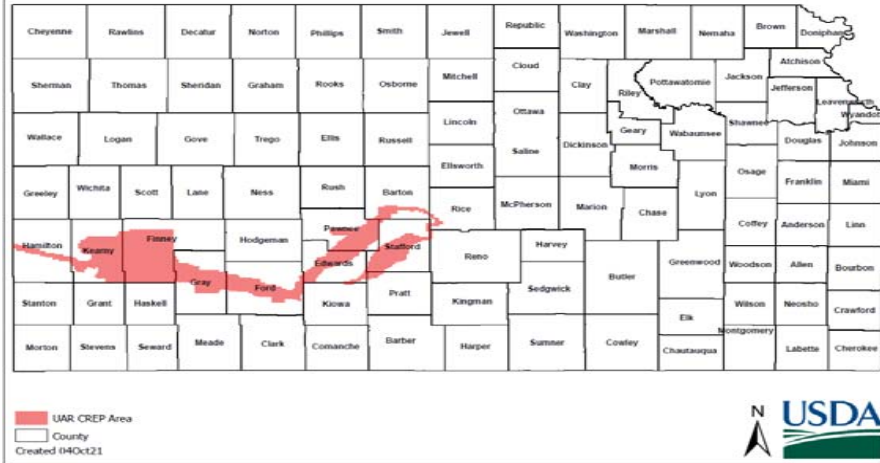 Cheyenne Rawlins Decatur Norton Phillips Smith Jewell Republic Washington Marshall Nemaha Brown Doniphan
Sherman Thomas Sheridan Graham Rooks Osborne Mitchell Cloud Clay Riley Pottawatomie Jackson Atchison
Jefferson Leavenworth Wyandot
Wallace Logan Gove Trego Ellis Russell Lincoln Ottawa Saline Dickinson Geary Wabaunsee Shawnee Douglas Johnson
Greeley Wichita Scott Lane Ness Rush Barton Ellsworth Morris Lyon Osage Franklin Miami
Hamilton Kearny Finney Hodgeman Pawnee Stafford Rice McPherson Marion Chase Coffey Anderson Linn
Gray Ford Edwards Reno Harvey Sedgwick Butler Greenwood Woodson Allen Bourbon
Stanton Grant Haskell Kiowa Pratt Kingman Elk Wilson Neosho Crawford
Morton Stevens Seward Meade Clark Comanche Barber Harper Sumner Cowley Chautauqua Montgomery Labette Cherokee
UAR CREP Area
County
Created 04Oct21
N
USDA